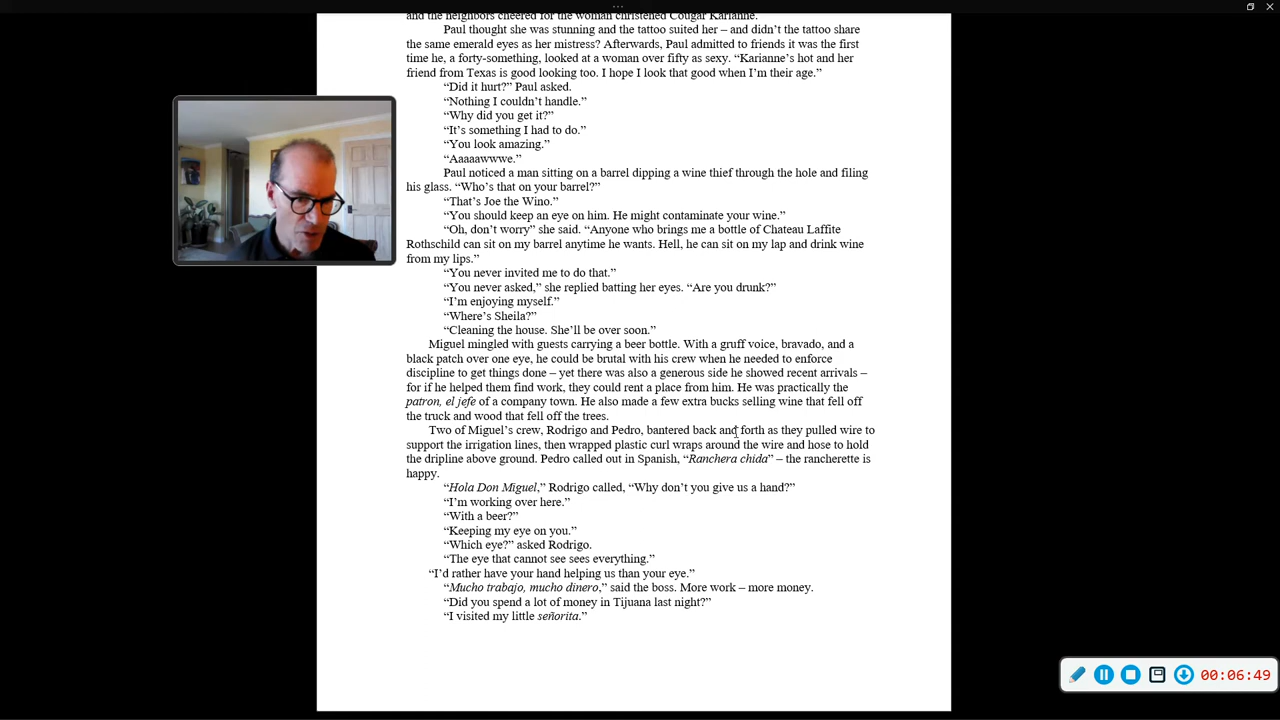 and the neighbors cheered for the woman christened Cougar Karianne.
Paul thought she was stunning and the tattoo suited her – and didn’t the tattoo share
the same emerald eyes as her mistress? Afterwards, Paul admitted to friends it was the first
time he, a forty-something, looked at a woman over fifty as sexy. “Karianne’s hot and her
friend from Texas is good looking too. I hope I look that good when I’m their age.”
“Did it hurt?” Paul asked.
“Nothing I couldn’t handle.”
“Why did you get it?”
“It’s something I had to do.”
“You look amazing.”
“Aaaaawwwe.”
Paul noticed a man sitting on a barrel dipping a wine thief through the hole and filing
his glass. “Who’s that on your barrel?”
“That’s Joe the Wino.”
“You should keep an eye on him. He might contaminate your wine.”
“Oh, don’t worry” she said. “Anyone who brings me a bottle of Chateau Laffite
Rothschild can sit on my barrel anytime he wants. Hell, he can sit on my lap and drink wine
from my lips.”
“You never invited me to do that.”
“You never asked,” she replied batting her eyes. “Are you drunk?”
“I’m enjoying myself.”
“Where’s Sheila?”
“Cleaning the house. She’ll be over soon.”
Miguel mingled with guests carrying a beer bottle. With a gruff voice, bravado, and a
black patch over one eye, he could be brutal with his crew when he needed to enforce
discipline to get things done – yet there was also a generous side he showed recent arrivals –
for if he helped them find work, they could rent a place from him. He was practically the
patron, el jefe of a company town. He also made a few extra bucks selling wine that fell off
the truck and wood that fell off the trees.
Two of Miguel’s crew, Rodrigo and Pedro, bantered back and forth as they pulled wire to
support the irrigation lines, then wrapped plastic curl wraps around the wire and hose to hold
the dripline above ground. Pedro called out in Spanish, “Ranchera chida” – the rancherette is
happy.
“Hola Don Miguel,” Rodrigo called, “Why don’t you give us a hand?”
“I’m working over here.”
“With a beer?”
“Keeping my eye on you.”
“Which eye?” asked Rodrigo.
“The eye that cannot see sees everything.”
“I’d rather have your hand helping us than your eye.”
“Mucho trabajo, mucho dinero,” said the boss. More work – more money.
“Did you spend a lot of money in Tijuana last night?”
“I visited my little señorita.”
00:06:49